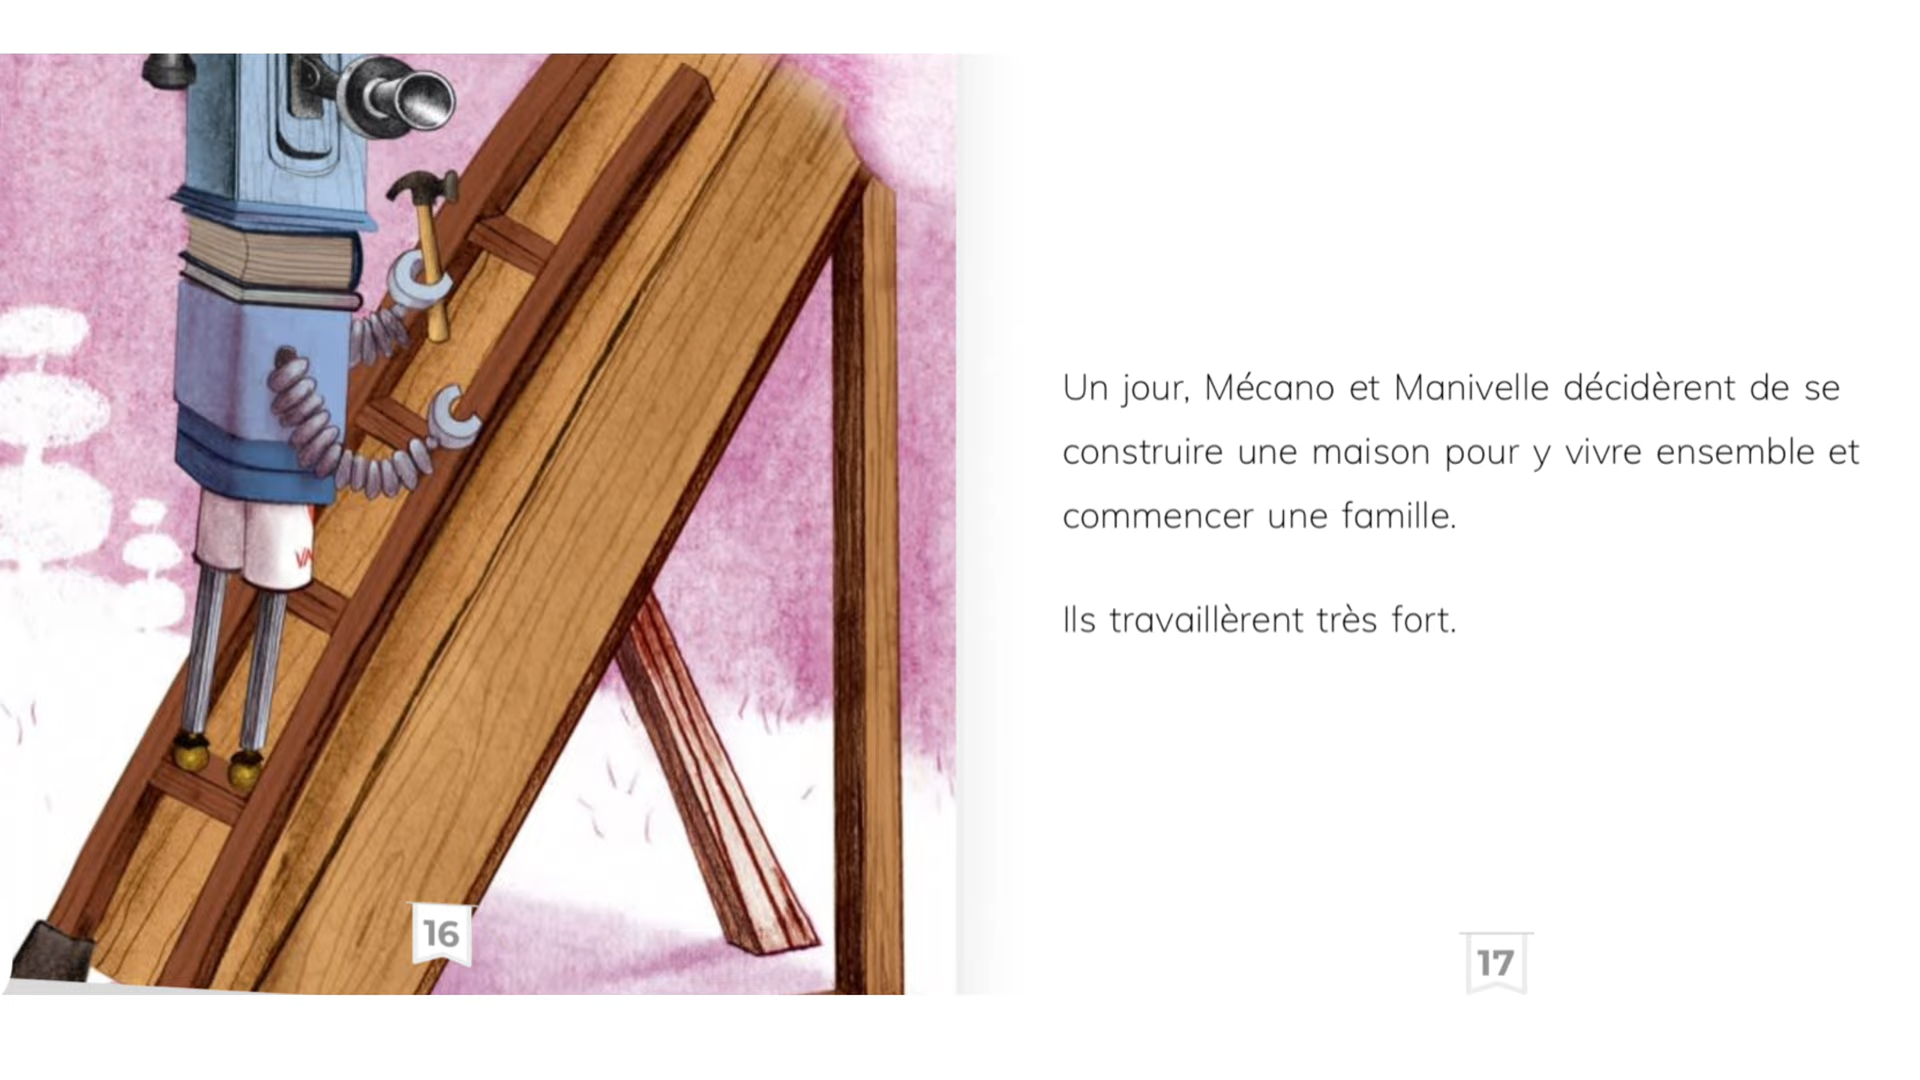 16
Un jour, Mécano et Manivelle décidèrent de se
construire une maison pour y vivre ensemble et
commencer une famille.
Ils travaillèrent très fort.
17